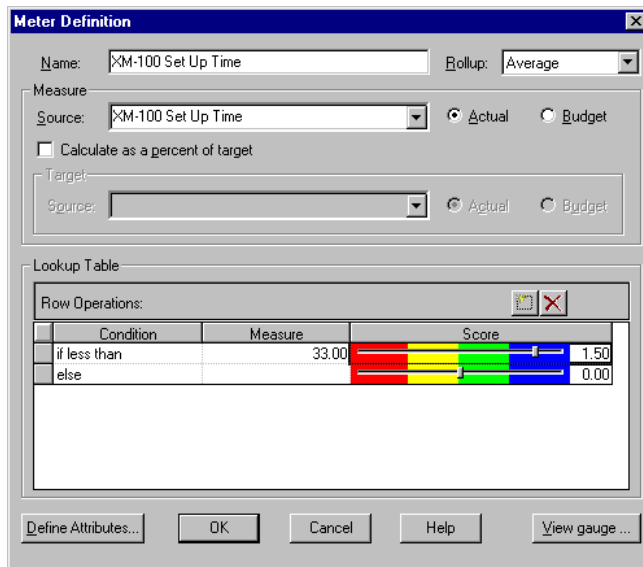 Meter Definition
Name: XM-100 Set Up Time Rollup: Average
Measure
Source: XM-100 Set Up Time Actual Budget
Calculate as a percent of target
Target
Source: Actual Budget
Lookup Table
Row Operations:
Condition Measure Score
if less than 33.00 1.50
else 0.00
Define Attributes... OK Cancel Help View gauge ...